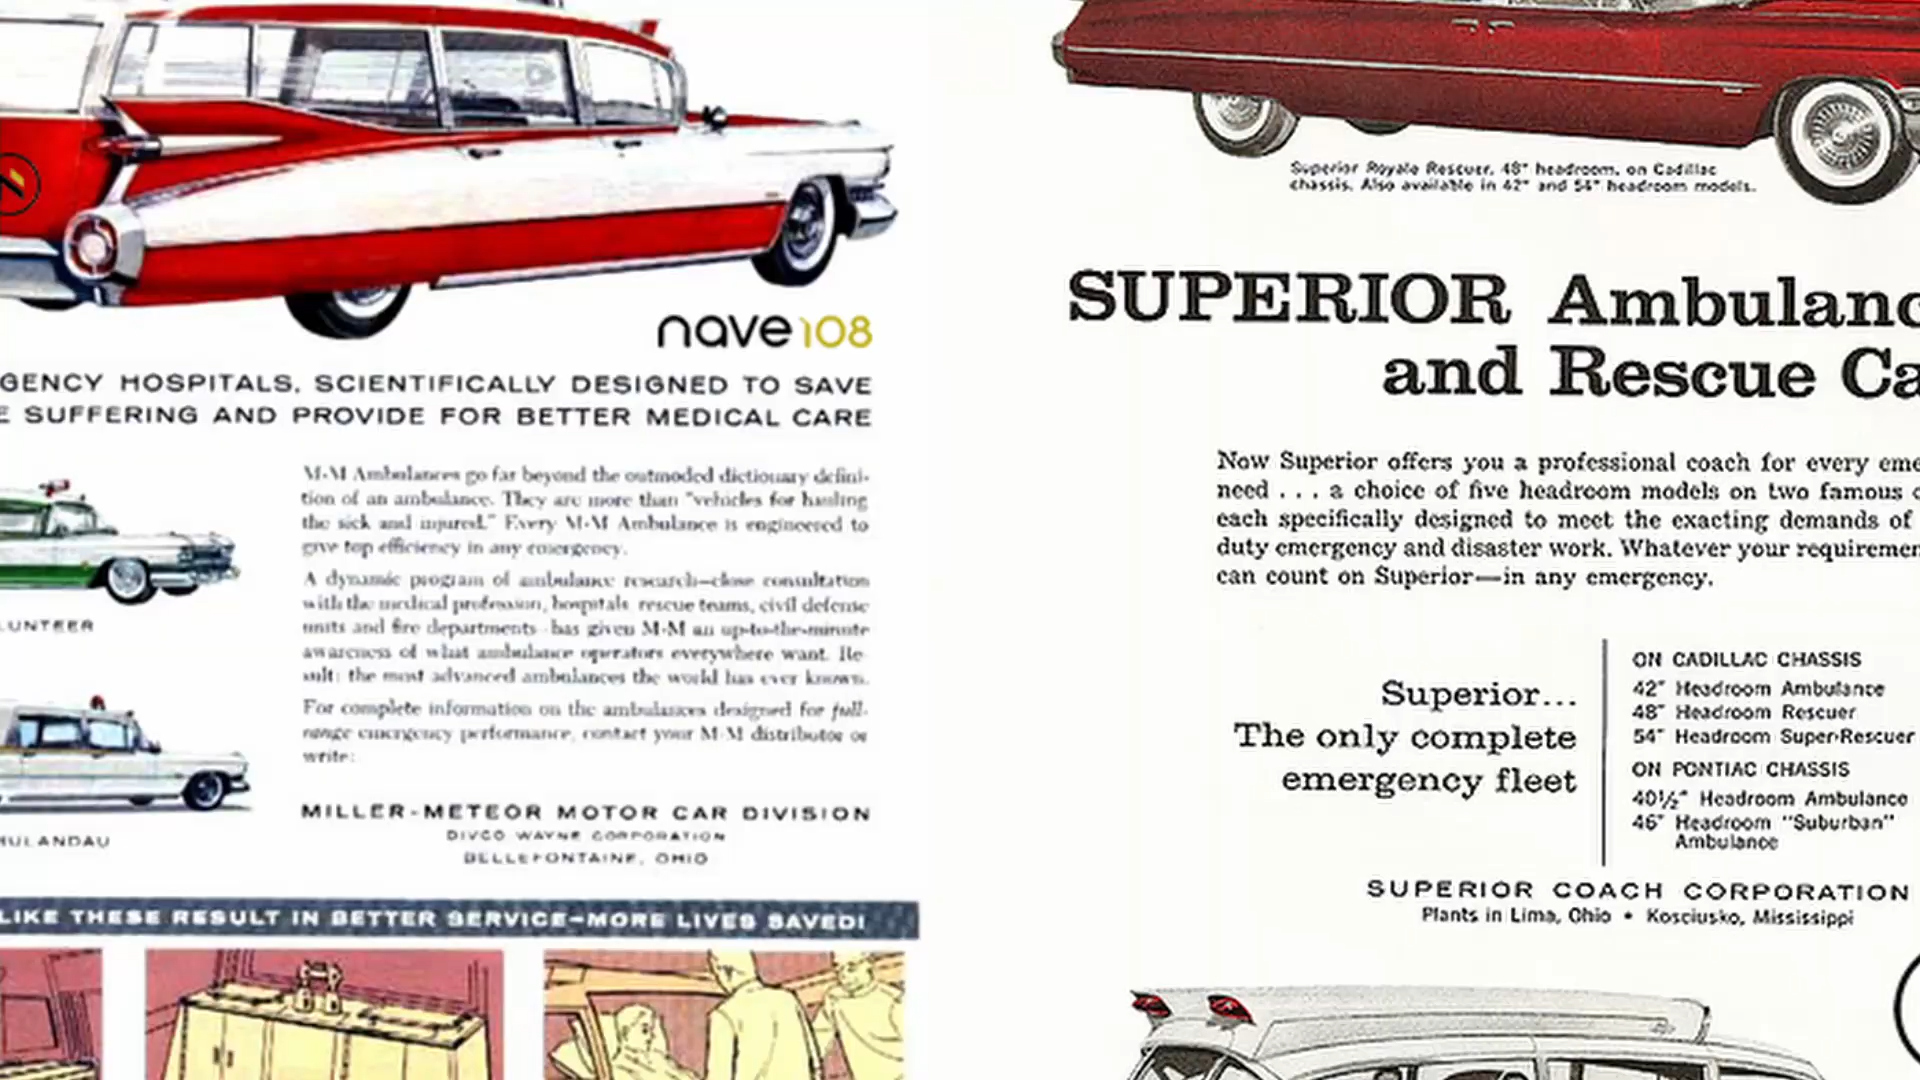 nave108
GENCY HOSPITALS, SCIENTIFICALLY DESIGNED TO SAVE
E SUFFERING AND PROVIDE FOR BETTER MEDICAL CARE
M-M Ambulances go far beyond the outmoded dictionary defini-
tion of an ambulance. They are more than "vehicles for hauling
the sick and injured." Every M-M Ambulance is engineered to
give top efficiency in any emergency.
A dynamic program of ambulance research—close consultation
with the medical profession, hospitals, rescue teams, civil defense
units and fire departments—has given M-M an up-to-the-minute
awareness of what ambulance operators everywhere want. Re-
sult: the most advanced ambulances the world has ever known.
For complete information on the ambulances designed for full-
range emergency performance, contact your M-M distributor or
write:
LUNTEER
ULANDAU
MILLER-METEOR MOTOR CAR DIVISION
DIVCO WAYNE CORPORATION
BELLEFONTAINE, OHIO
LIKE THESE RESULT IN BETTER SERVICE—MORE LIVES SAVED!
Superior Royale Rescuer, 48" headroom, on Cadillac
chassis. Also available in 42" and 54" headroom models.
SUPERIOR Ambulanc
and Rescue Ca
Now Superior offers you a professional coach for every eme
need . . . a choice of five headroom models on two famous c
each specifically designed to meet the exacting demands of
duty emergency and disaster work. Whatever your requiremen
can count on Superior—in any emergency.
Superior...
The only complete
emergency fleet
ON CADILLAC CHASSIS
42" Headroom Ambulance
48" Headroom Rescuer
54" Headroom Super-Rescuer
ON PONTIAC CHASSIS
40½" Headroom Ambulance
46" Headroom "Suburban"
Ambulance
SUPERIOR COACH CORPORATION
Plants in Lima, Ohio • Kosciusko, Mississippi